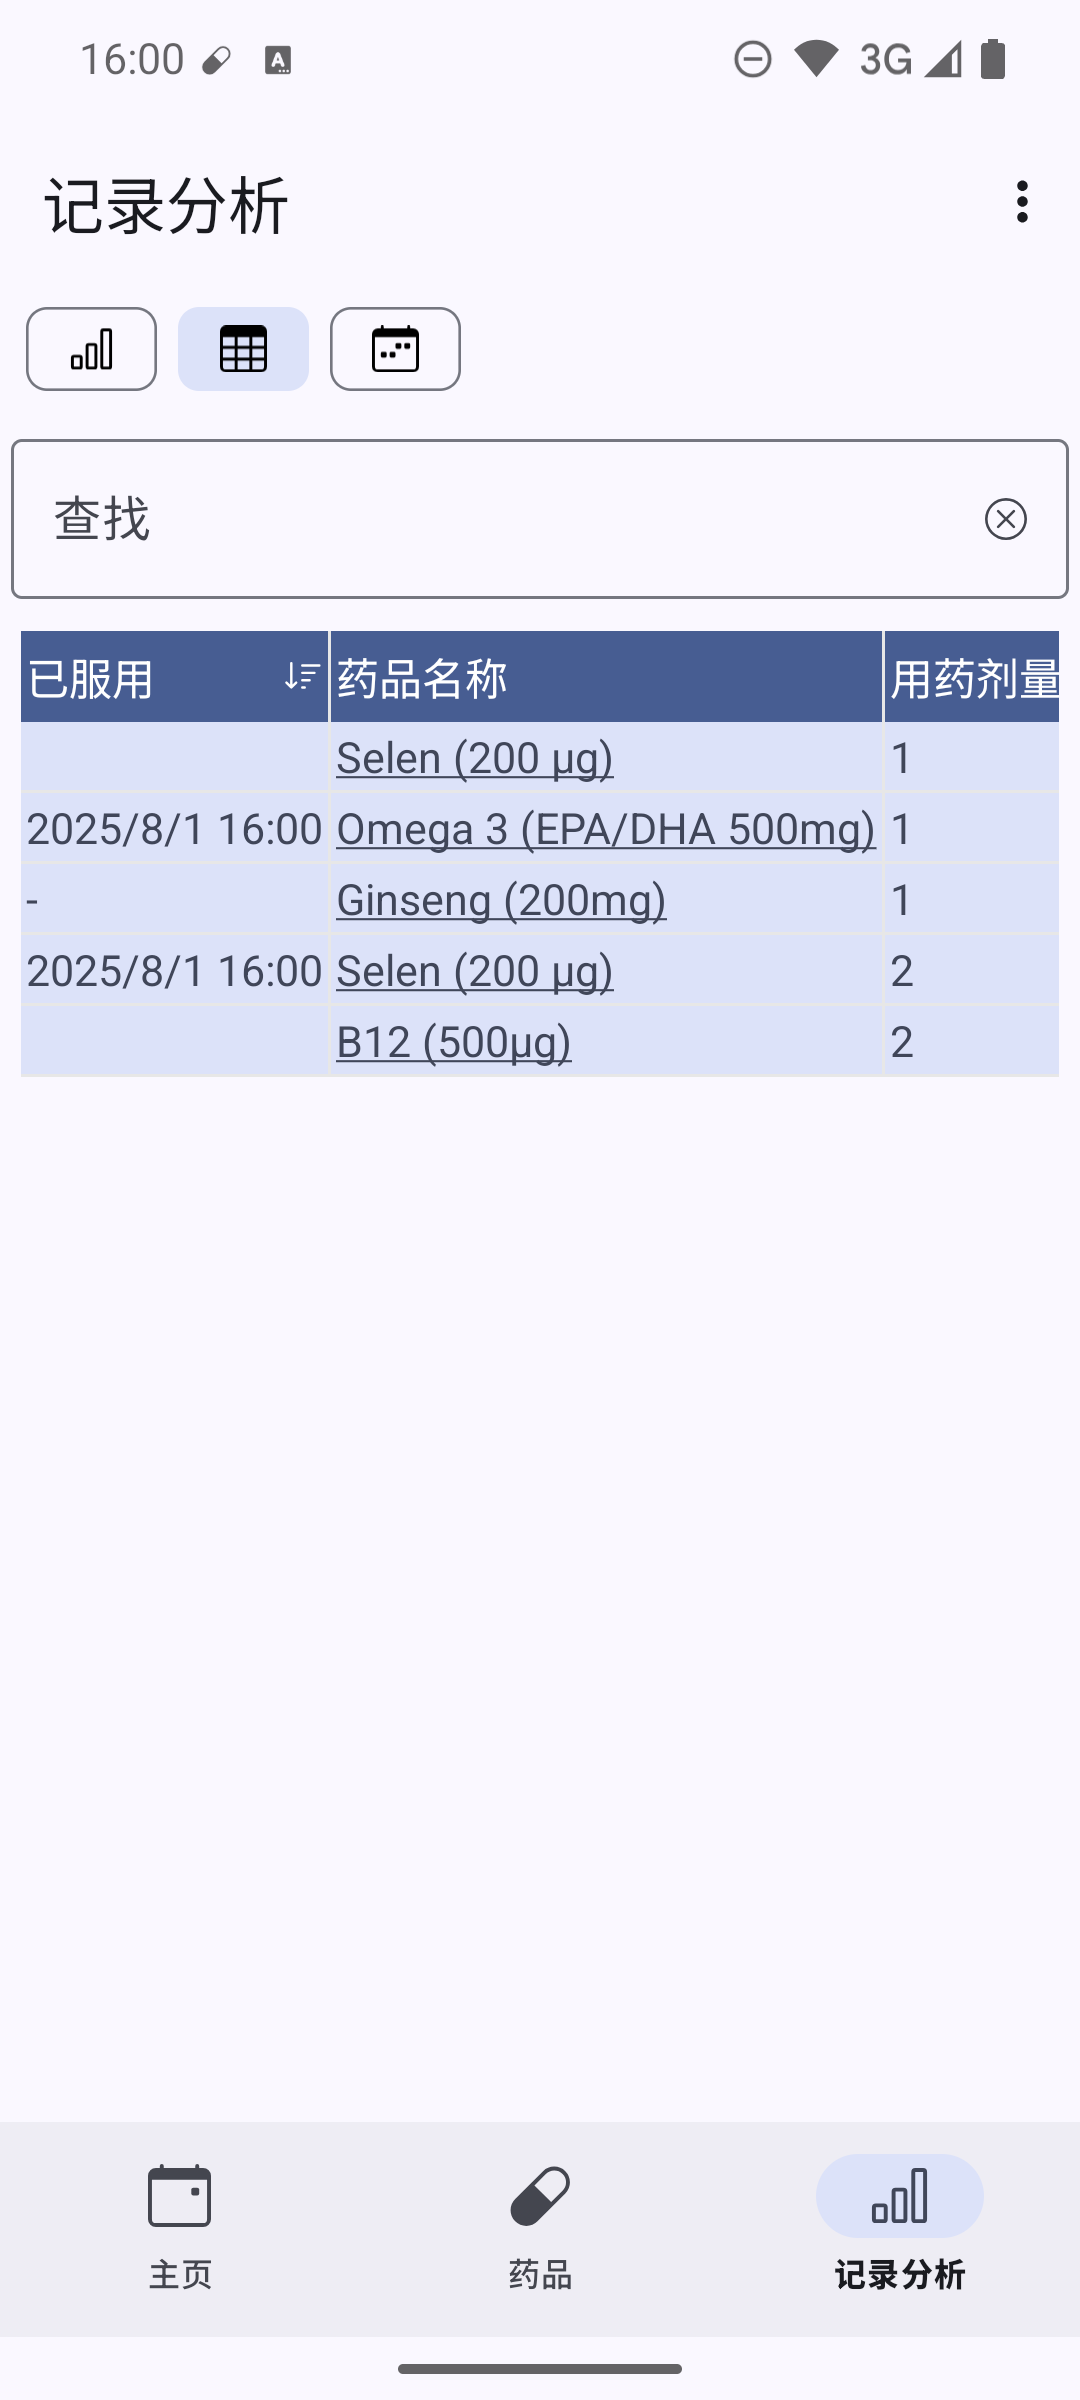 16:00 3G
记录分析
查找
已服用 药品名称 用药剂量
Selen (200 µg) 1
2025/8/1 16:00 Omega 3 (EPA/DHA 500mg) 1
- Ginseng (200mg) 1
2025/8/1 16:00 Selen (200 µg) 2
B12 (500µg) 2
主页 药品 记录分析